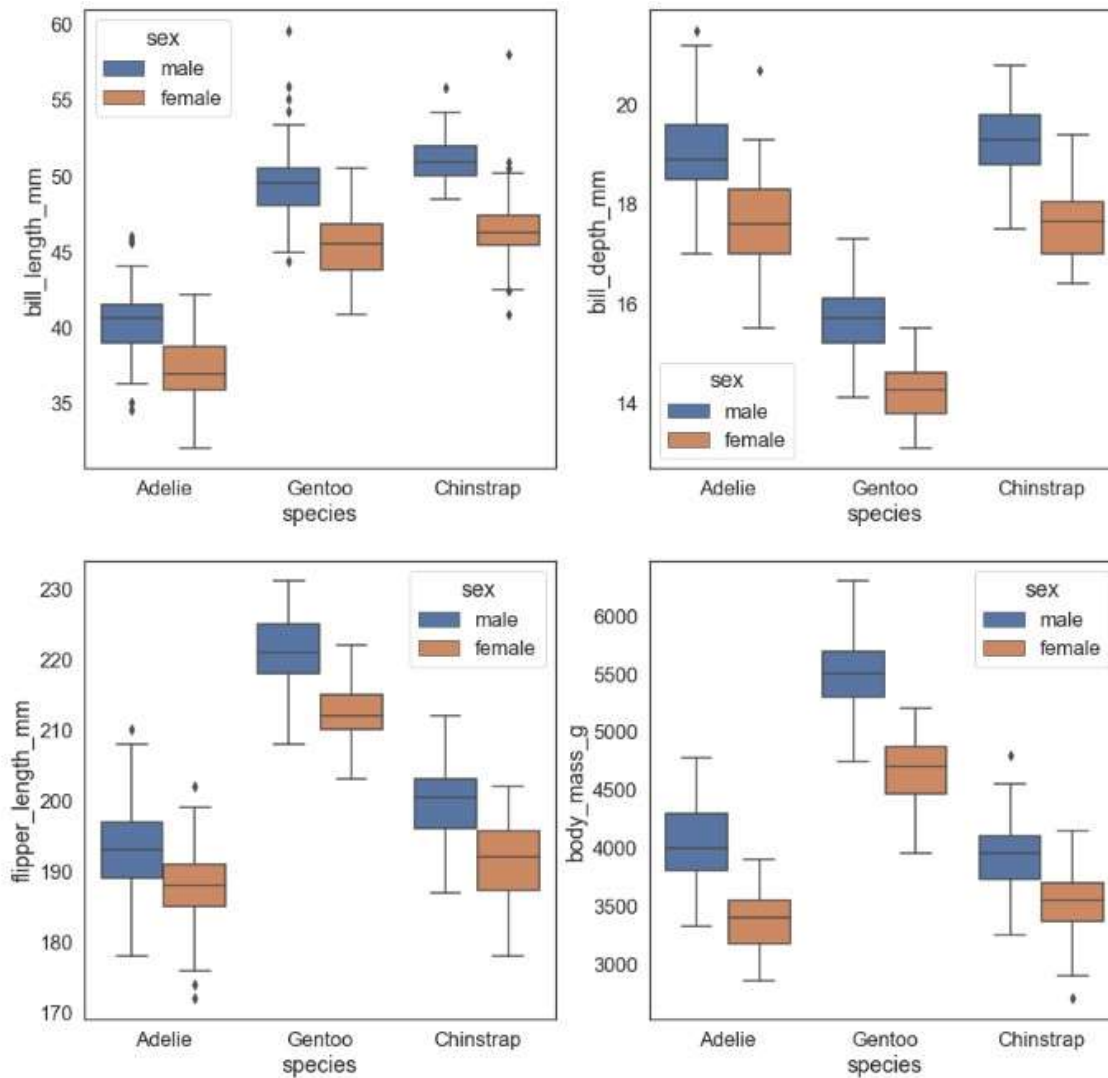 60
55
50
45
40
35
bill_length_mm
sex
male
female
Adelie Gentoo Chinstrap
species
20
18
16
14
bill_depth_mm
sex
male
female
Adelie Gentoo Chinstrap
species
230
220
210
200
190
180
170
flipper_length_mm
sex
male
female
Adelie Gentoo Chinstrap
species
6000
5500
5000
4500
4000
3500
3000
body_mass_g
sex
male
female
Adelie Gentoo Chinstrap
species